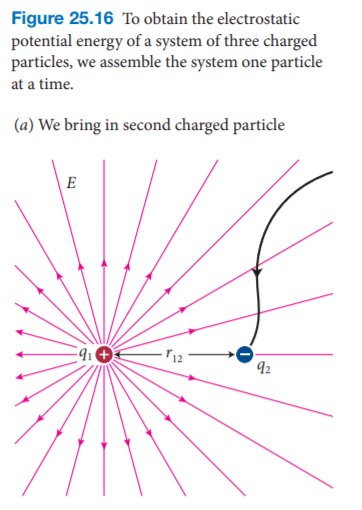 Figure 25.16 To obtain the electrostatic
potential energy of a system of three charged
particles, we assemble the system one particle
at a time.
(a) We bring in second charged particle
E
q₁ + r₁₂ −
q₂